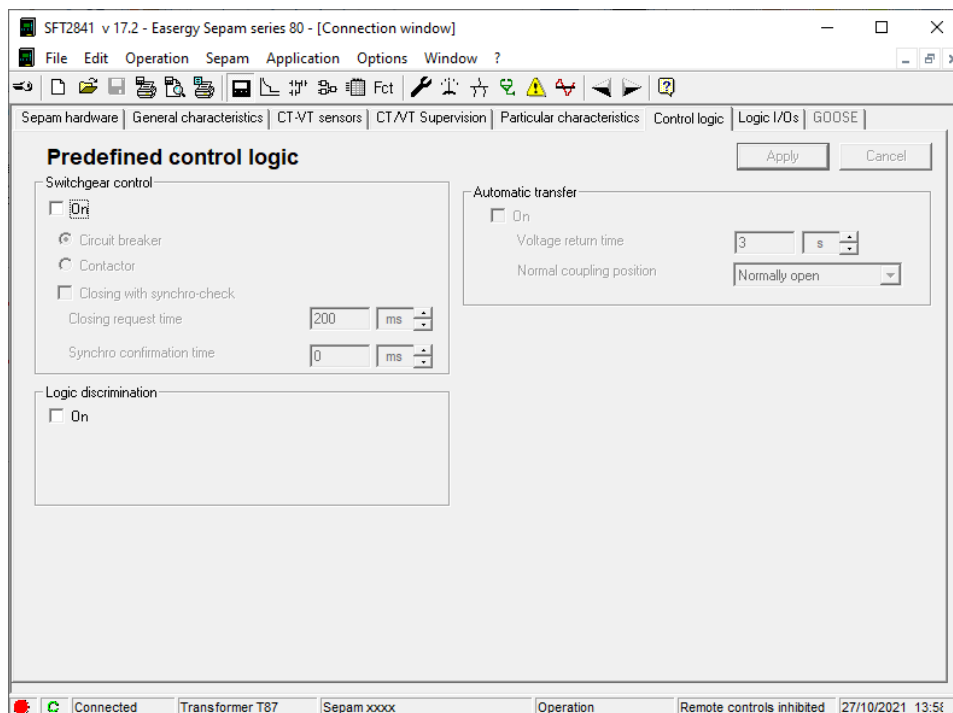 SFT2841 v 17.2 - Easergy Sepam series 80 - [Connection window]
File Edit Operation Sepam Application Options Window ?
Fct
Sepam hardware General characteristics CT-VT sensors CT/VT Supervision Particular characteristics Control logic Logic I/Os GOOSE
Predefined control logic
Apply Cancel
Switchgear control
On
Circuit breaker
Contactor
Closing with synchro-check
Closing request time 200 ms
Synchro confirmation time 0 ms
Logic discrimination
On
Automatic transfer
On
Voltage return time 3 s
Normal coupling position Normally open
Connected Transformer T87 Sepam xxxx Operation Remote controls inhibited 27/10/2021 13:58